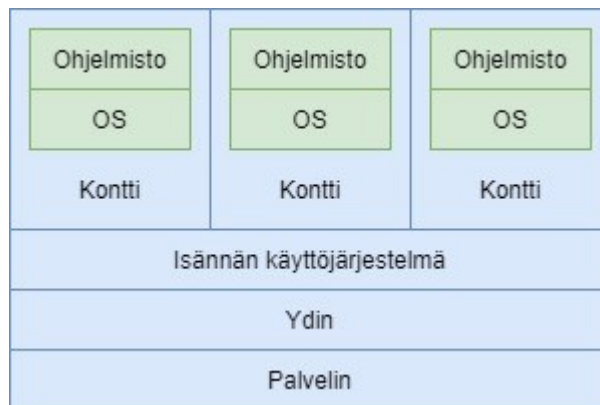 Ohjelmisto
OS
Kontti
Ohjelmisto
OS
Kontti
Ohjelmisto
OS
Kontti
Isännän käyttöjärjestelmä
Ydin
Palvelin